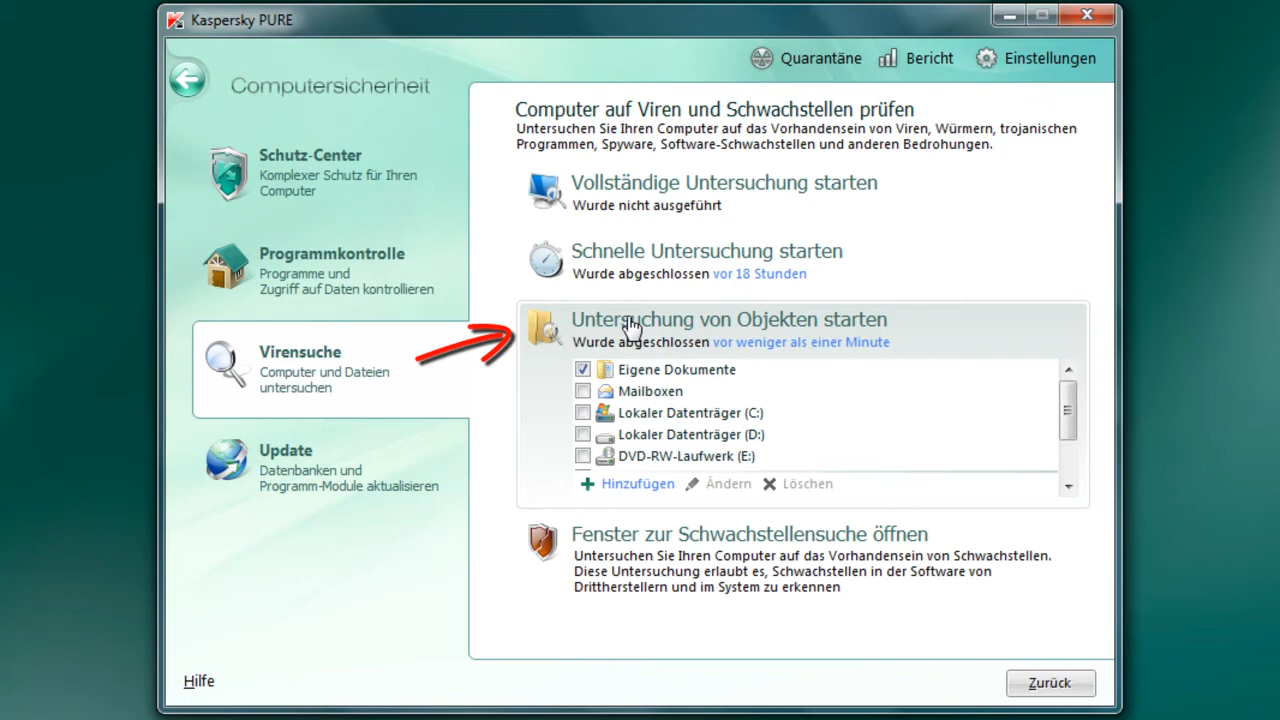 Kaspersky PURE
Quarantäne
Bericht
Einstellungen
Computersicherheit
Schutz-Center
Komplexer Schutz für Ihren
Computer
Programmkontrolle
Programme und
Zugriff auf Daten kontrollieren
Virensuche
Computer und Dateien
untersuchen
Update
Datenbanken und
Programm-Module aktualisieren
Computer auf Viren und Schwachstellen prüfen
Untersuchen Sie Ihren Computer auf das Vorhandensein von Viren, Würmern, trojanischen
Programmen, Spyware, Software-Schwachstellen und anderen Bedrohungen.
Vollständige Untersuchung starten
Wurde nicht ausgeführt
Schnelle Untersuchung starten
Wurde abgeschlossen vor 18 Stunden
Untersuchung von Objekten starten
Wurde abgeschlossen vor weniger als einer Minute
Eigene Dokumente
Mailboxen
Lokaler Datenträger (C:)
Lokaler Datenträger (D:)
DVD-RW-Laufwerk (E:)
Hinzufügen Ändern Löschen
Fenster zur Schwachstellensuche öffnen
Untersuchen Sie Ihren Computer auf das Vorhandensein von Schwachstellen.
Diese Untersuchung erlaubt es, Schwachstellen in der Software von
Drittherstellern und im System zu erkennen
Hilfe
Zurück